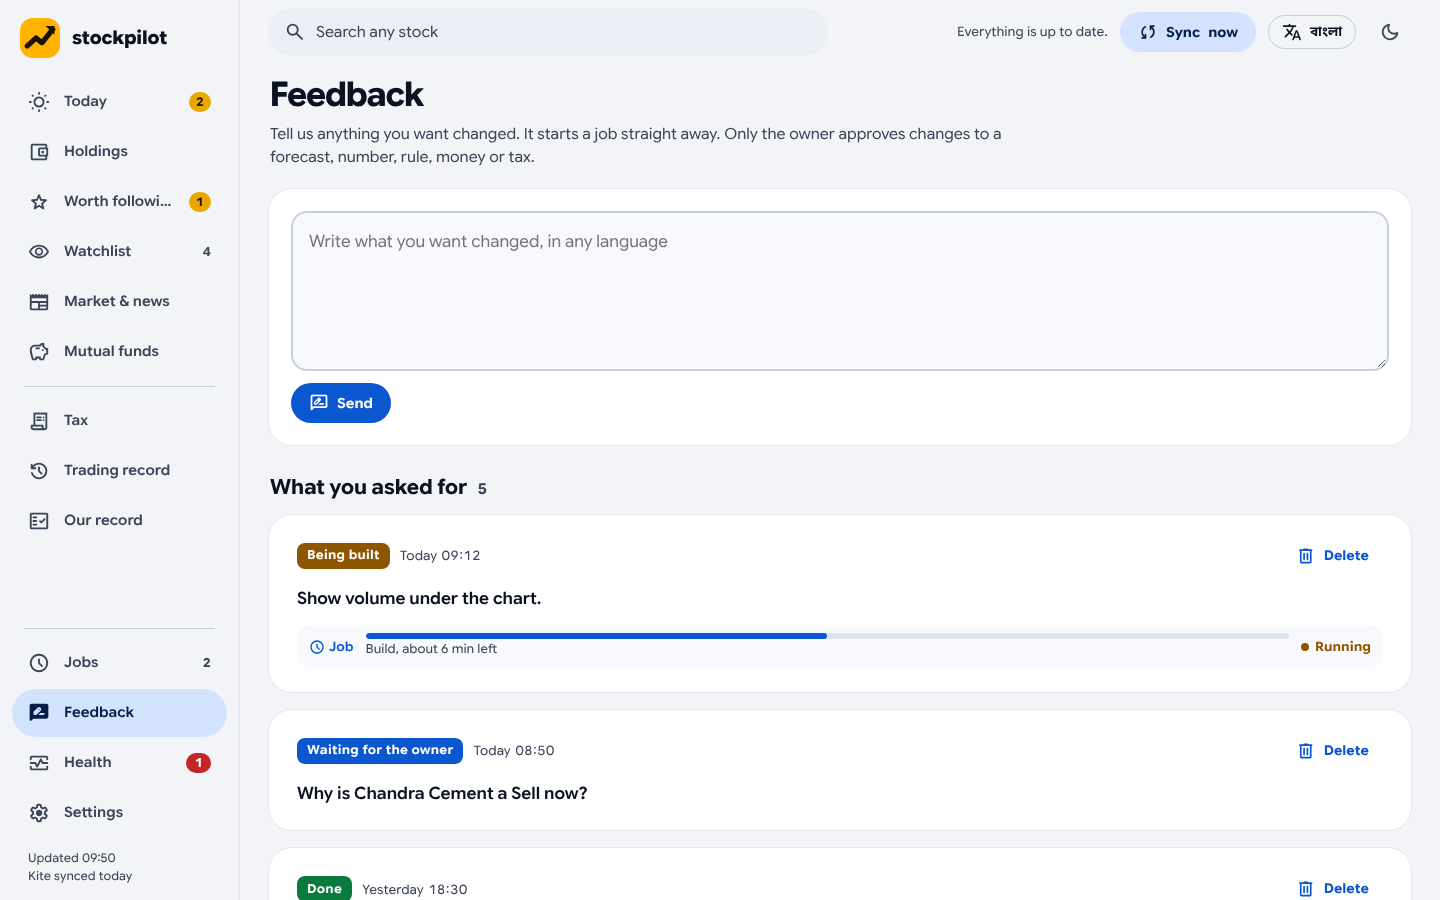 stockpilot
Search any stock
Everything is up to date.
Sync now
বাংলা
Today 2
Holdings
Worth followi... 1
Watchlist 4
Market & news
Mutual funds
Tax
Trading record
Our record
Jobs 2
Feedback
Health 1
Settings
Updated 09:50
Kite synced today
Feedback
Tell us anything you want changed. It starts a job straight away. Only the owner approves changes to a
forecast, number, rule, money or tax.
Write what you want changed, in any language
Send
What you asked for 5
Being built Today 09:12 Delete
Show volume under the chart.
Job
Build, about 6 min left
Running
Waiting for the owner Today 08:50 Delete
Why is Chandra Cement a Sell now?
Done Yesterday 18:30 Delete